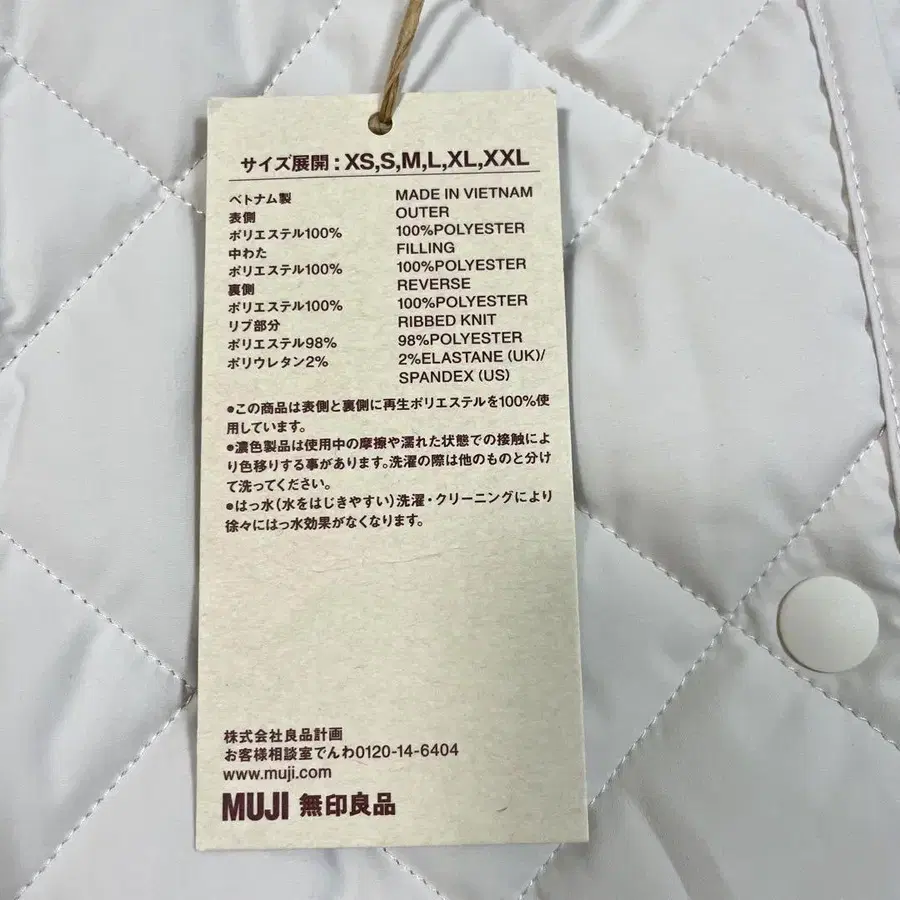 サイズ展開:XS,S,M,L,XL,XXL
ベトナム製 MADE IN VIETNAM
表側 OUTER
ポリエステル100% 100%POLYESTER
中わた FILLING
ポリエステル100% 100%POLYESTER
裏側 REVERSE
ポリエステル100% 100%POLYESTER
リブ部分 RIBBED KNIT
ポリエステル98% 98%POLYESTER
ポリウレタン2% 2%ELASTANE (UK)/
SPANDEX (US)
●この商品は表側と裏側に再生ポリエステルを100%使
用しています。
●濃色製品は使用中の摩擦や濡れた状態での接触によ
り色移りする事があります。洗濯の際は他のものと分け
て洗ってください。
●はっ水(水をはじきやすい)洗濯・クリーニングにより
徐々にはっ水効果がなくなります。
株式会社良品計画
お客様相談室でんわ0120-14-6404
www.muji.com
MUJI 無印良品